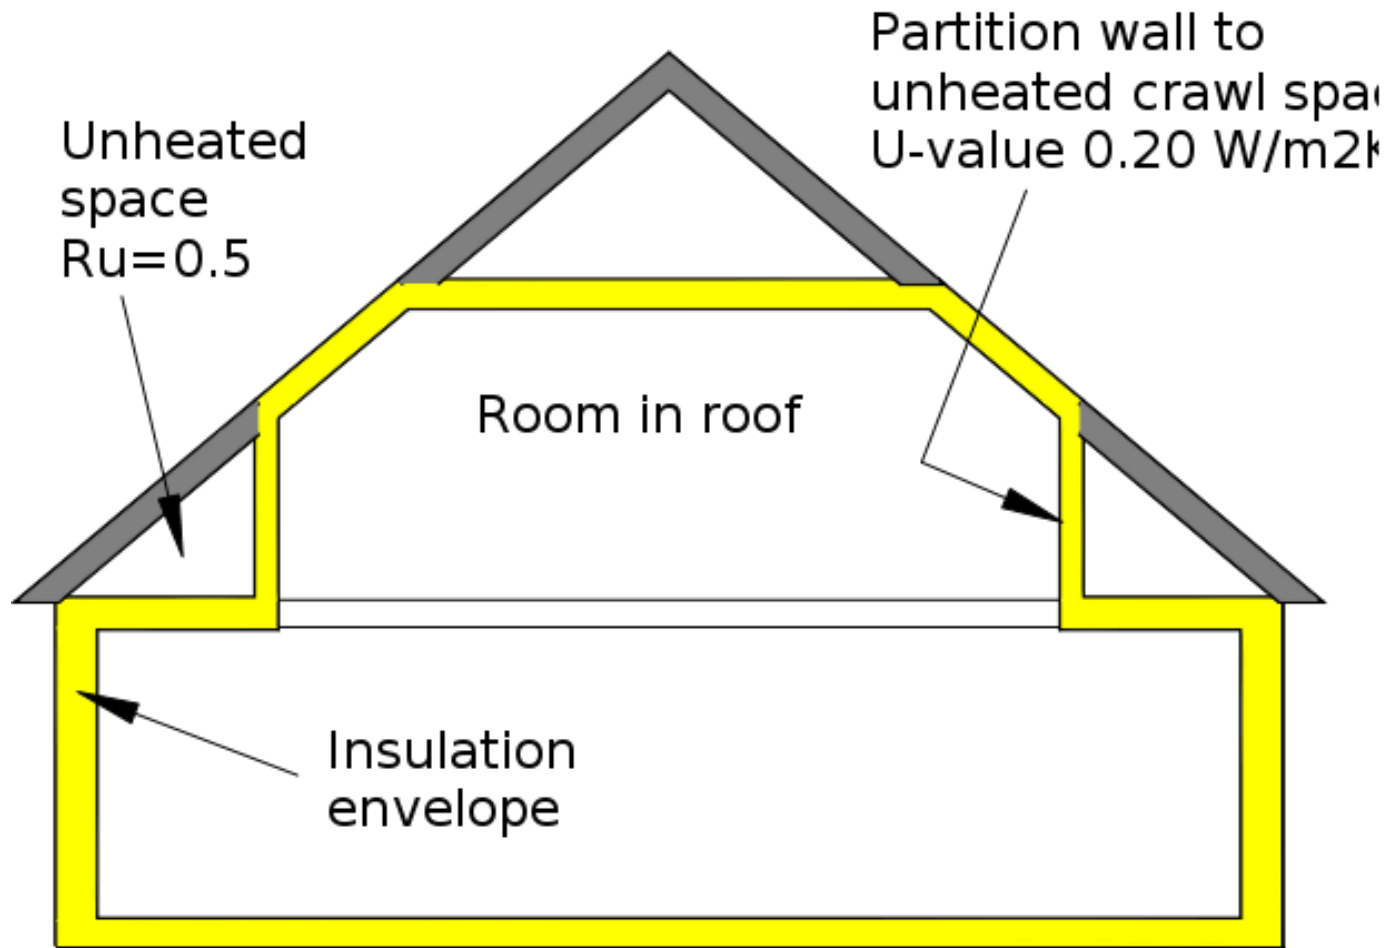 Partition wall to
unheated crawl
U-value 0.20
Unheated
space
Ru=0.5
Room in roof
Insulation
envelope